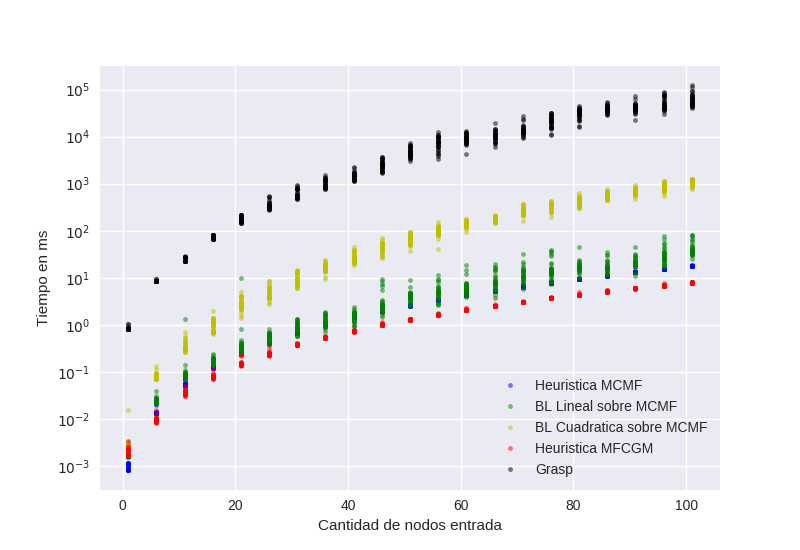 10^5
10^4
10^3
10^2
10^1
10^0
10^−1
10^−2
10^−3
Tiempo en ms
Heuristica MCMF
BL Lineal sobre MCMF
BL Cuadratica sobre MCMF
Heuristica MFCGM
Grasp
0 20 40 60 80 100
Cantidad de nodos entrada